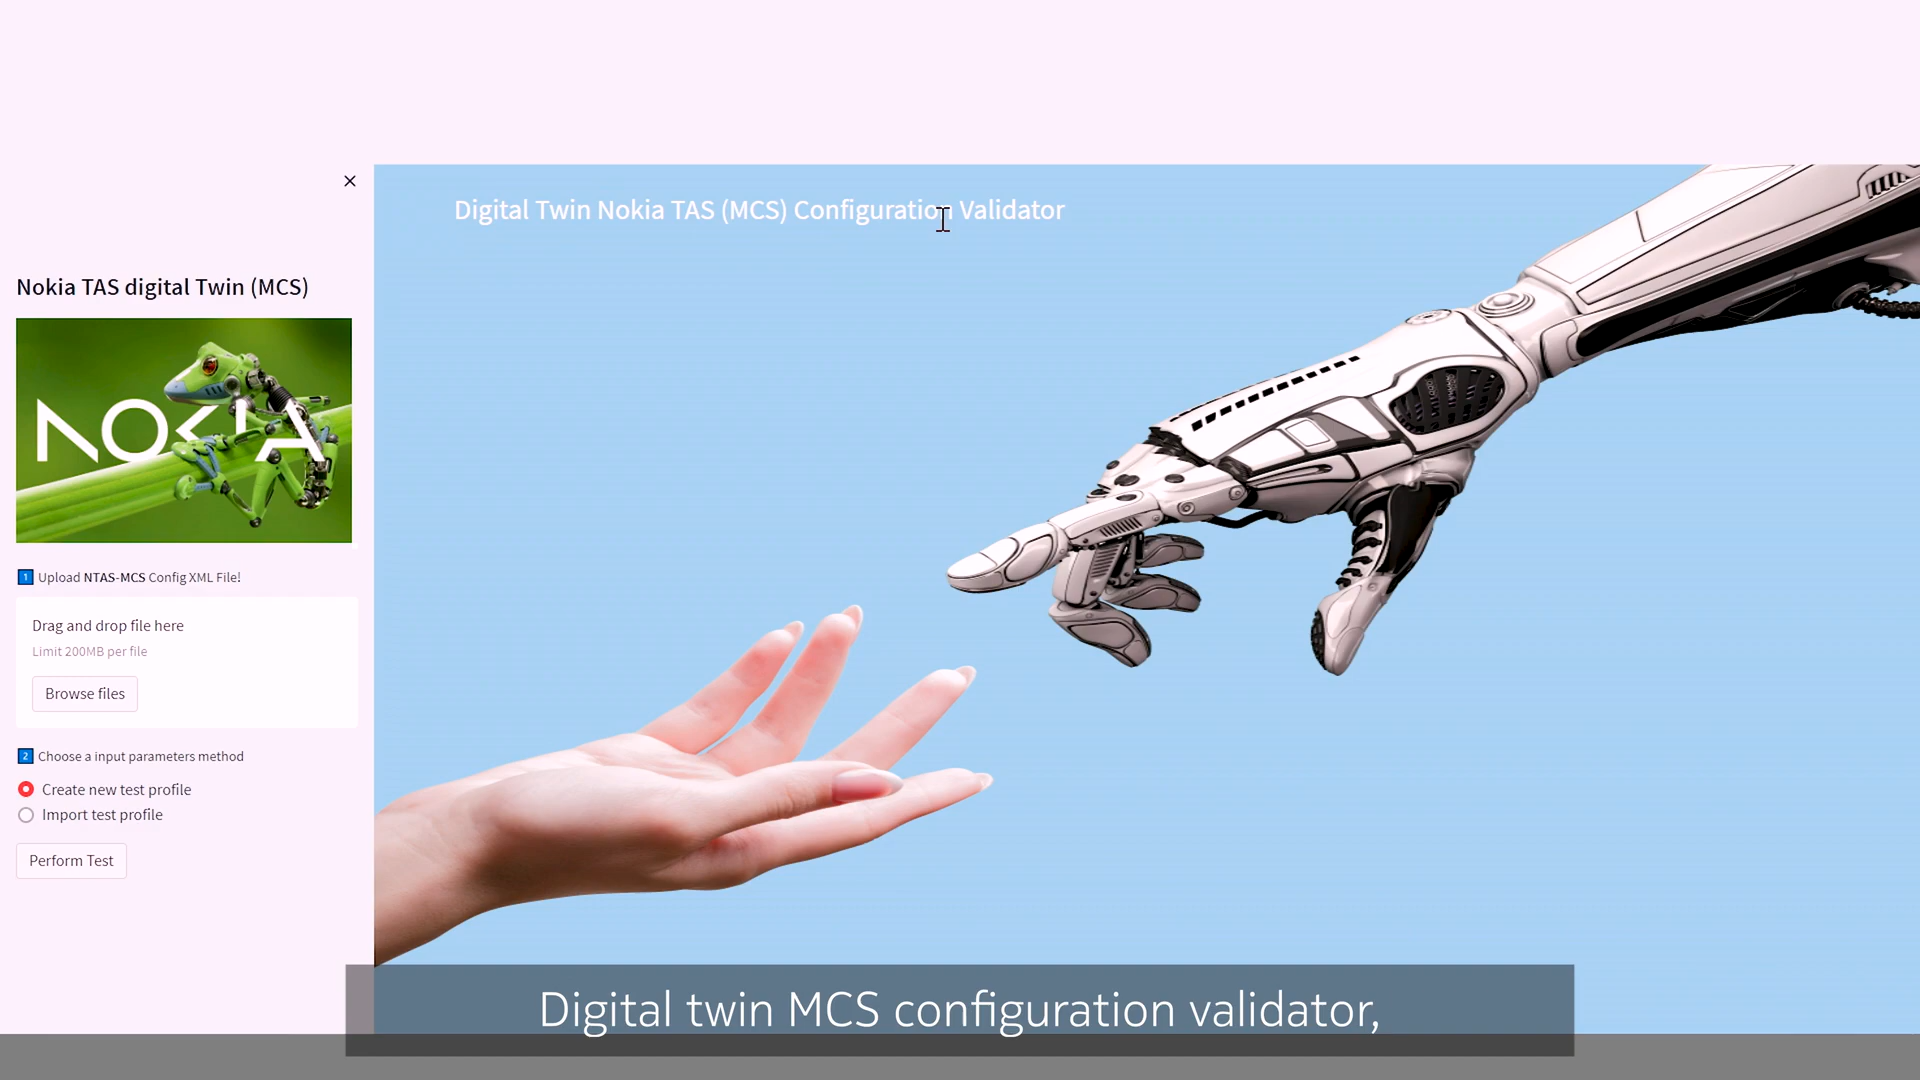 Digital Twin Nokia TAS (MCS) Configuration Validator
Nokia TAS digital Twin (MCS)
NOKIA
1 Upload NTAS-MCS Config XML File!
Drag and drop file here
Limit 200MB per file
Browse files
2 Choose a input parameters method
Create new test profile
Import test profile
Perform Test
Digital twin MCS configuration validator,